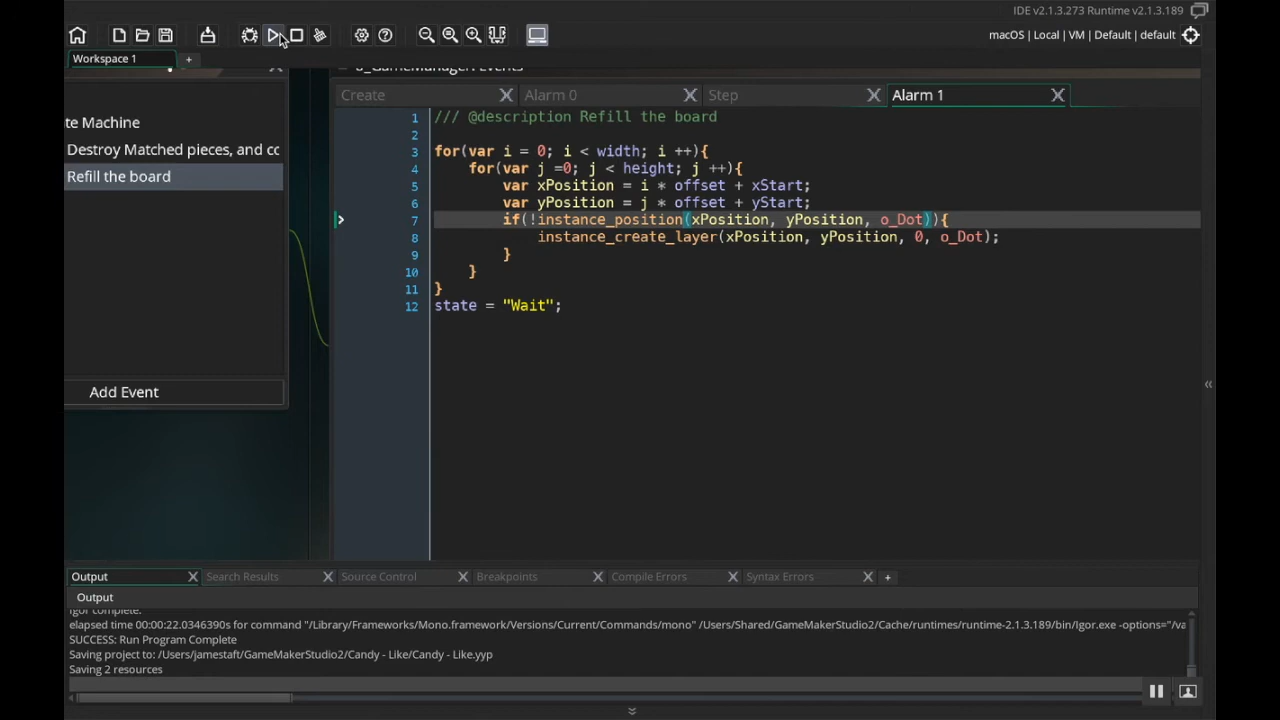 IDE v2.1.3.273 Runtime v2.1.3.189
macOS | Local | VM | Default | default
Workspace 1
+
o_GameManager: Events
te Machine
Destroy Matched pieces, and cc
Refill the board
Add Event
Create
Alarm 0
Step
Alarm 1
1 /// @description Refill the board
2
3 for(var i = 0; i < width; i ++){
4 for(var j =0; j < height; j ++){
5 var xPosition = i * offset + xStart;
6 var yPosition = j * offset + yStart;
7 if(!instance_position(xPosition, yPosition, o_Dot)){
8 instance_create_layer(xPosition, yPosition, 0, o_Dot);
9 }
10 }
11 }
12 state = "Wait";
Output
Search Results
Source Control
Breakpoints
Compile Errors
Syntax Errors
+
Output
Igor complete.
elapsed time 00:00:22.0346390s for command "/Library/Frameworks/Mono.framework/Versions/Current/Commands/mono" /Users/Shared/GameMakerStudio2/Cache/runtimes/runtime-2.1.3.189/bin/Igor.exe -options="/va
SUCCESS: Run Program Complete
Saving project to: /Users/jamestaft/GameMakerStudio2/Candy - Like/Candy - Like.yyp
Saving 2 resources